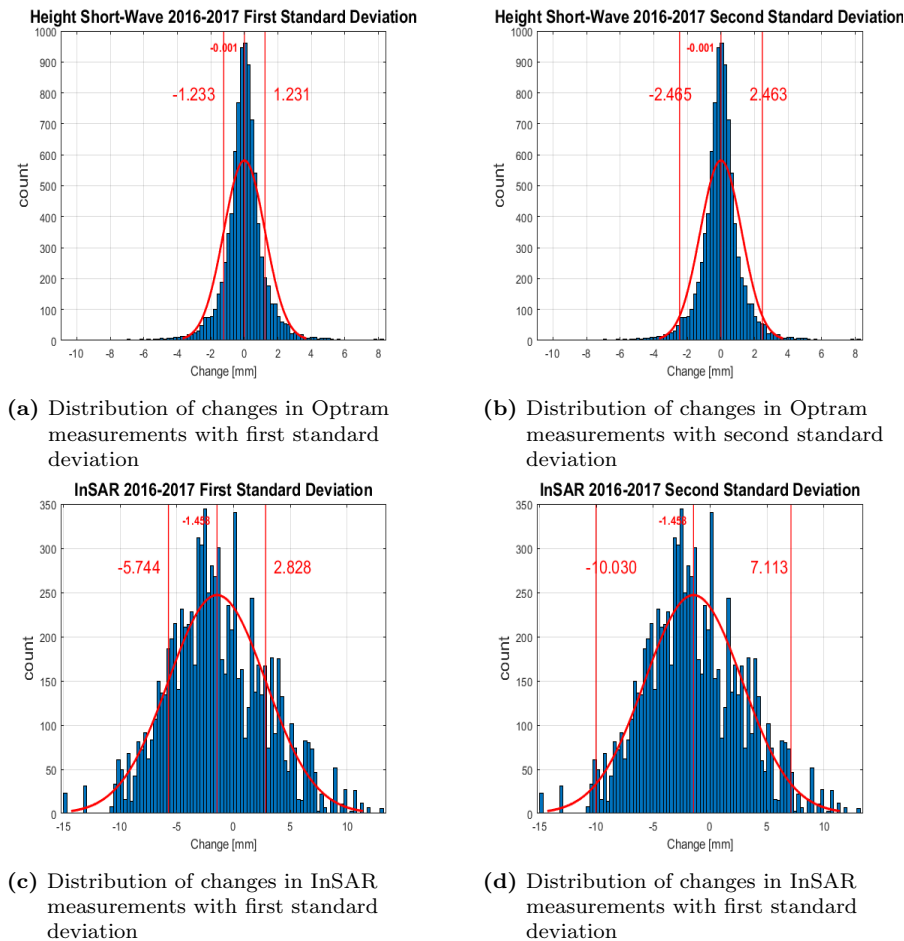 Height Short-Wave 2016-2017 First Standard Deviation
1000
900
800
700
600
500
400
300
200
100
0
count
-0.001
-1.233
1.231
-10 -8 -6 -4 -2 0 2 4 6 8
Change [mm]
(a) Distribution of changes in Optram
measurements with first standard
deviation
Height Short-Wave 2016-2017 Second Standard Deviation
1000
900
800
700
600
500
400
300
200
100
0
count
-0.001
-2.465
2.463
-10 -8 -6 -4 -2 0 2 4 6 8
Change [mm]
(b) Distribution of changes in Optram
measurements with second standard
deviation
InSAR 2016-2017 First Standard Deviation
350
300
250
200
150
100
50
0
count
-1.458
-5.744
2.828
-15 -10 -5 0 5 10
Change [mm]
(c) Distribution of changes in InSAR
measurements with first standard
deviation
InSAR 2016-2017 Second Standard Deviation
350
300
250
200
150
100
50
0
count
-1.458
-10.030
7.113
-15 -10 -5 0 5 10
Change [mm]
(d) Distribution of changes in InSAR
measurements with first standard
deviation